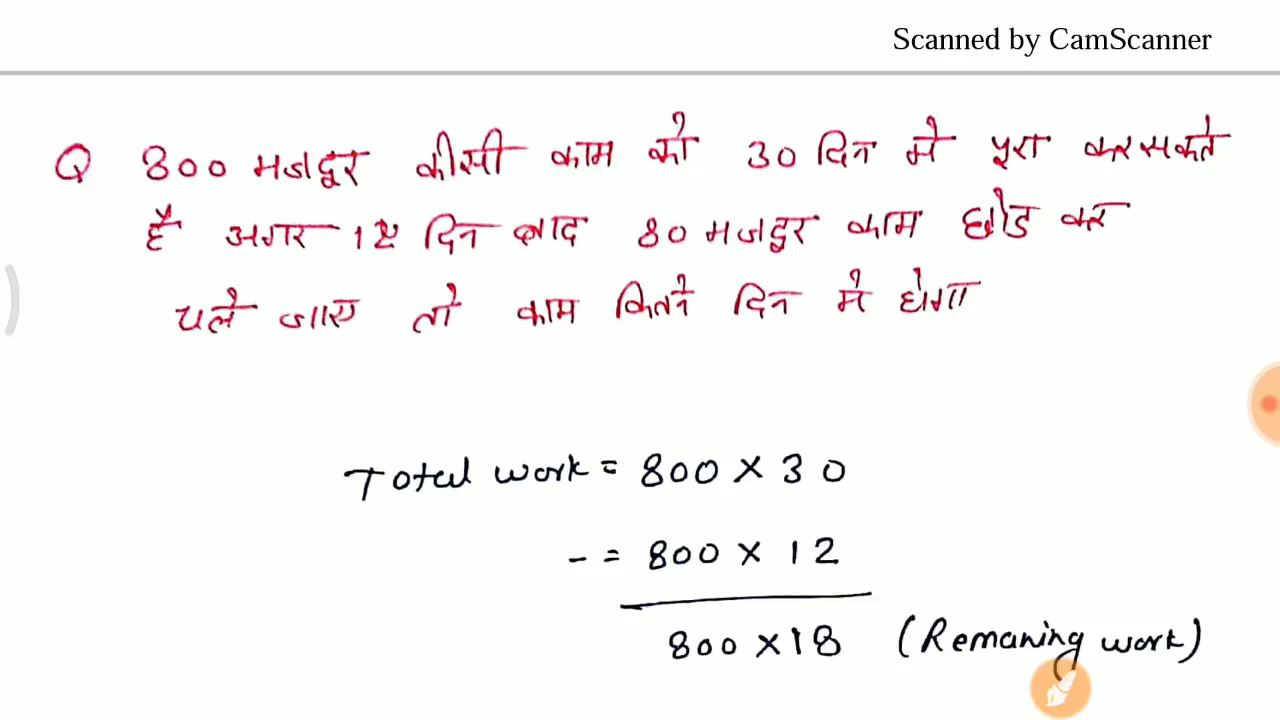 Scanned by CamScanner
Q 800 मजदूर कीसी काम को 30 दिन मे पुरा कर सकते
है अगर 12 दिन बाद 80 मजदुर काम छोड कर
चले जाए तो काम कितने दिन मे होगा
Total work = 800 × 30
- = 800 × 12
800 × 18 (Remaning work)